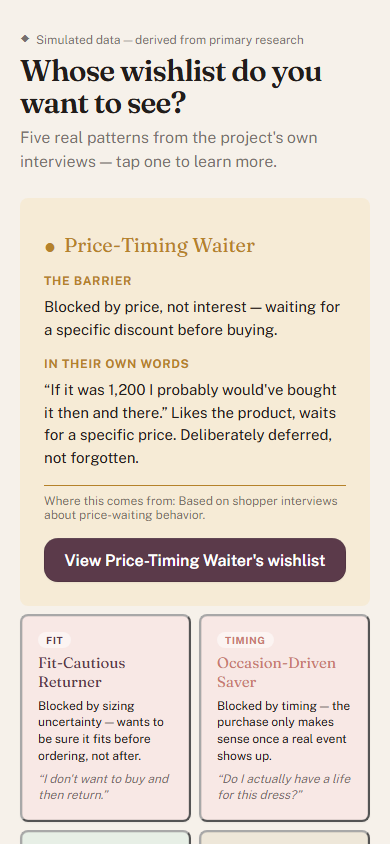 Simulated data — derived from primary research
Whose wishlist do you
want to see?
Five real patterns from the project's own
interviews — tap one to learn more.
Price-Timing Waiter
THE BARRIER
Blocked by price, not interest — waiting for
a specific discount before buying.
IN THEIR OWN WORDS
“If it was 1,200 I probably would've bought
it then and there.” Likes the product, waits
for a specific price. Deliberately deferred,
not forgotten.
Where this comes from: Based on shopper interviews
about price-waiting behavior.
View Price-Timing Waiter's wishlist
FIT
Fit-Cautious
Returner
Blocked by sizing
uncertainty — wants to
be sure it fits before
ordering, not after.
“I don't want to buy and
then return.”
TIMING
Occasion-Driven
Saver
Blocked by timing — the
purchase only makes
sense once a real event
shows up.
“Do I actually have a life
for this dress?”